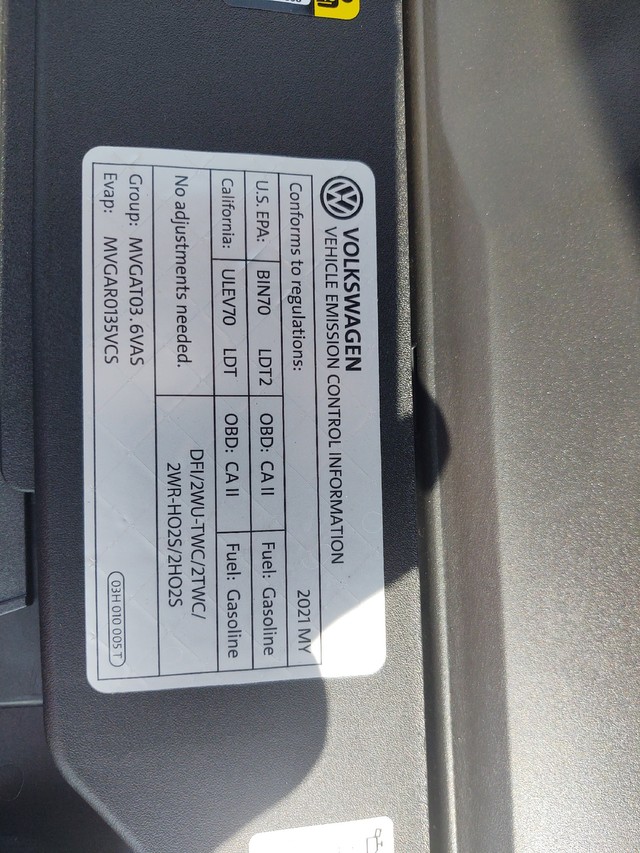 VOLKSWAGEN
VEHICLE EMISSION CONTROL INFORMATION
Conforms to regulations: 2021 MY
U.S. EPA: BIN70 LDT2 OBD: CA II Fuel: Gasoline
California: ULEV70 LDT OBD: CA II Fuel: Gasoline
No adjustments needed.
DFI/2WU-TWC/2TWC/
2WR-HO2S/2HO2S
Group: MVGAT03.6VAS
Evap: MVGAR0135VCS
03H 010 005 T